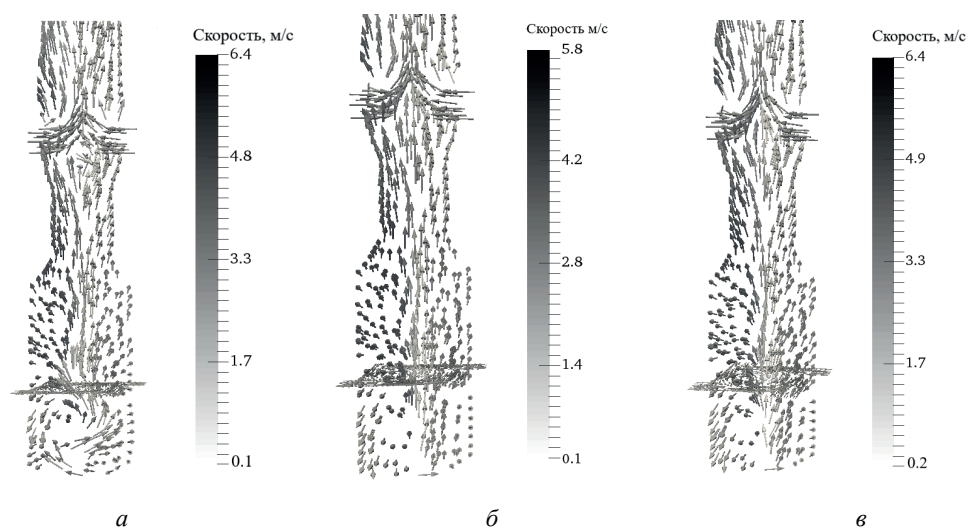 Скорость, м/с
6.4
4.8
3.3
1.7
0.1
а
Скорость м/с
5.8
4.2
2.8
1.4
0.1
б
Скорость, м/с
6.4
4.9
3.3
1.7
0.2
в